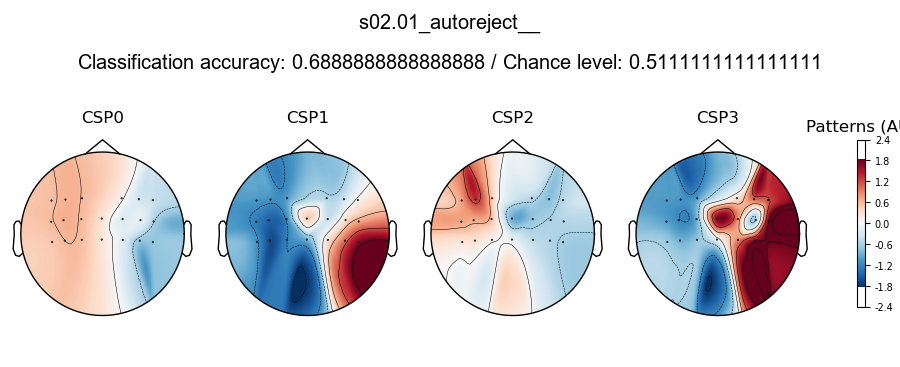 s02.01_autoreject__
Classification accuracy: 0.6888888888888888 / Chance level: 0.5111111111111111
CSP0
CSP1
CSP2
CSP3
Patterns (AU
2.4
1.8
1.2
0.6
0.0
-0.6
-1.2
-1.8
-2.4